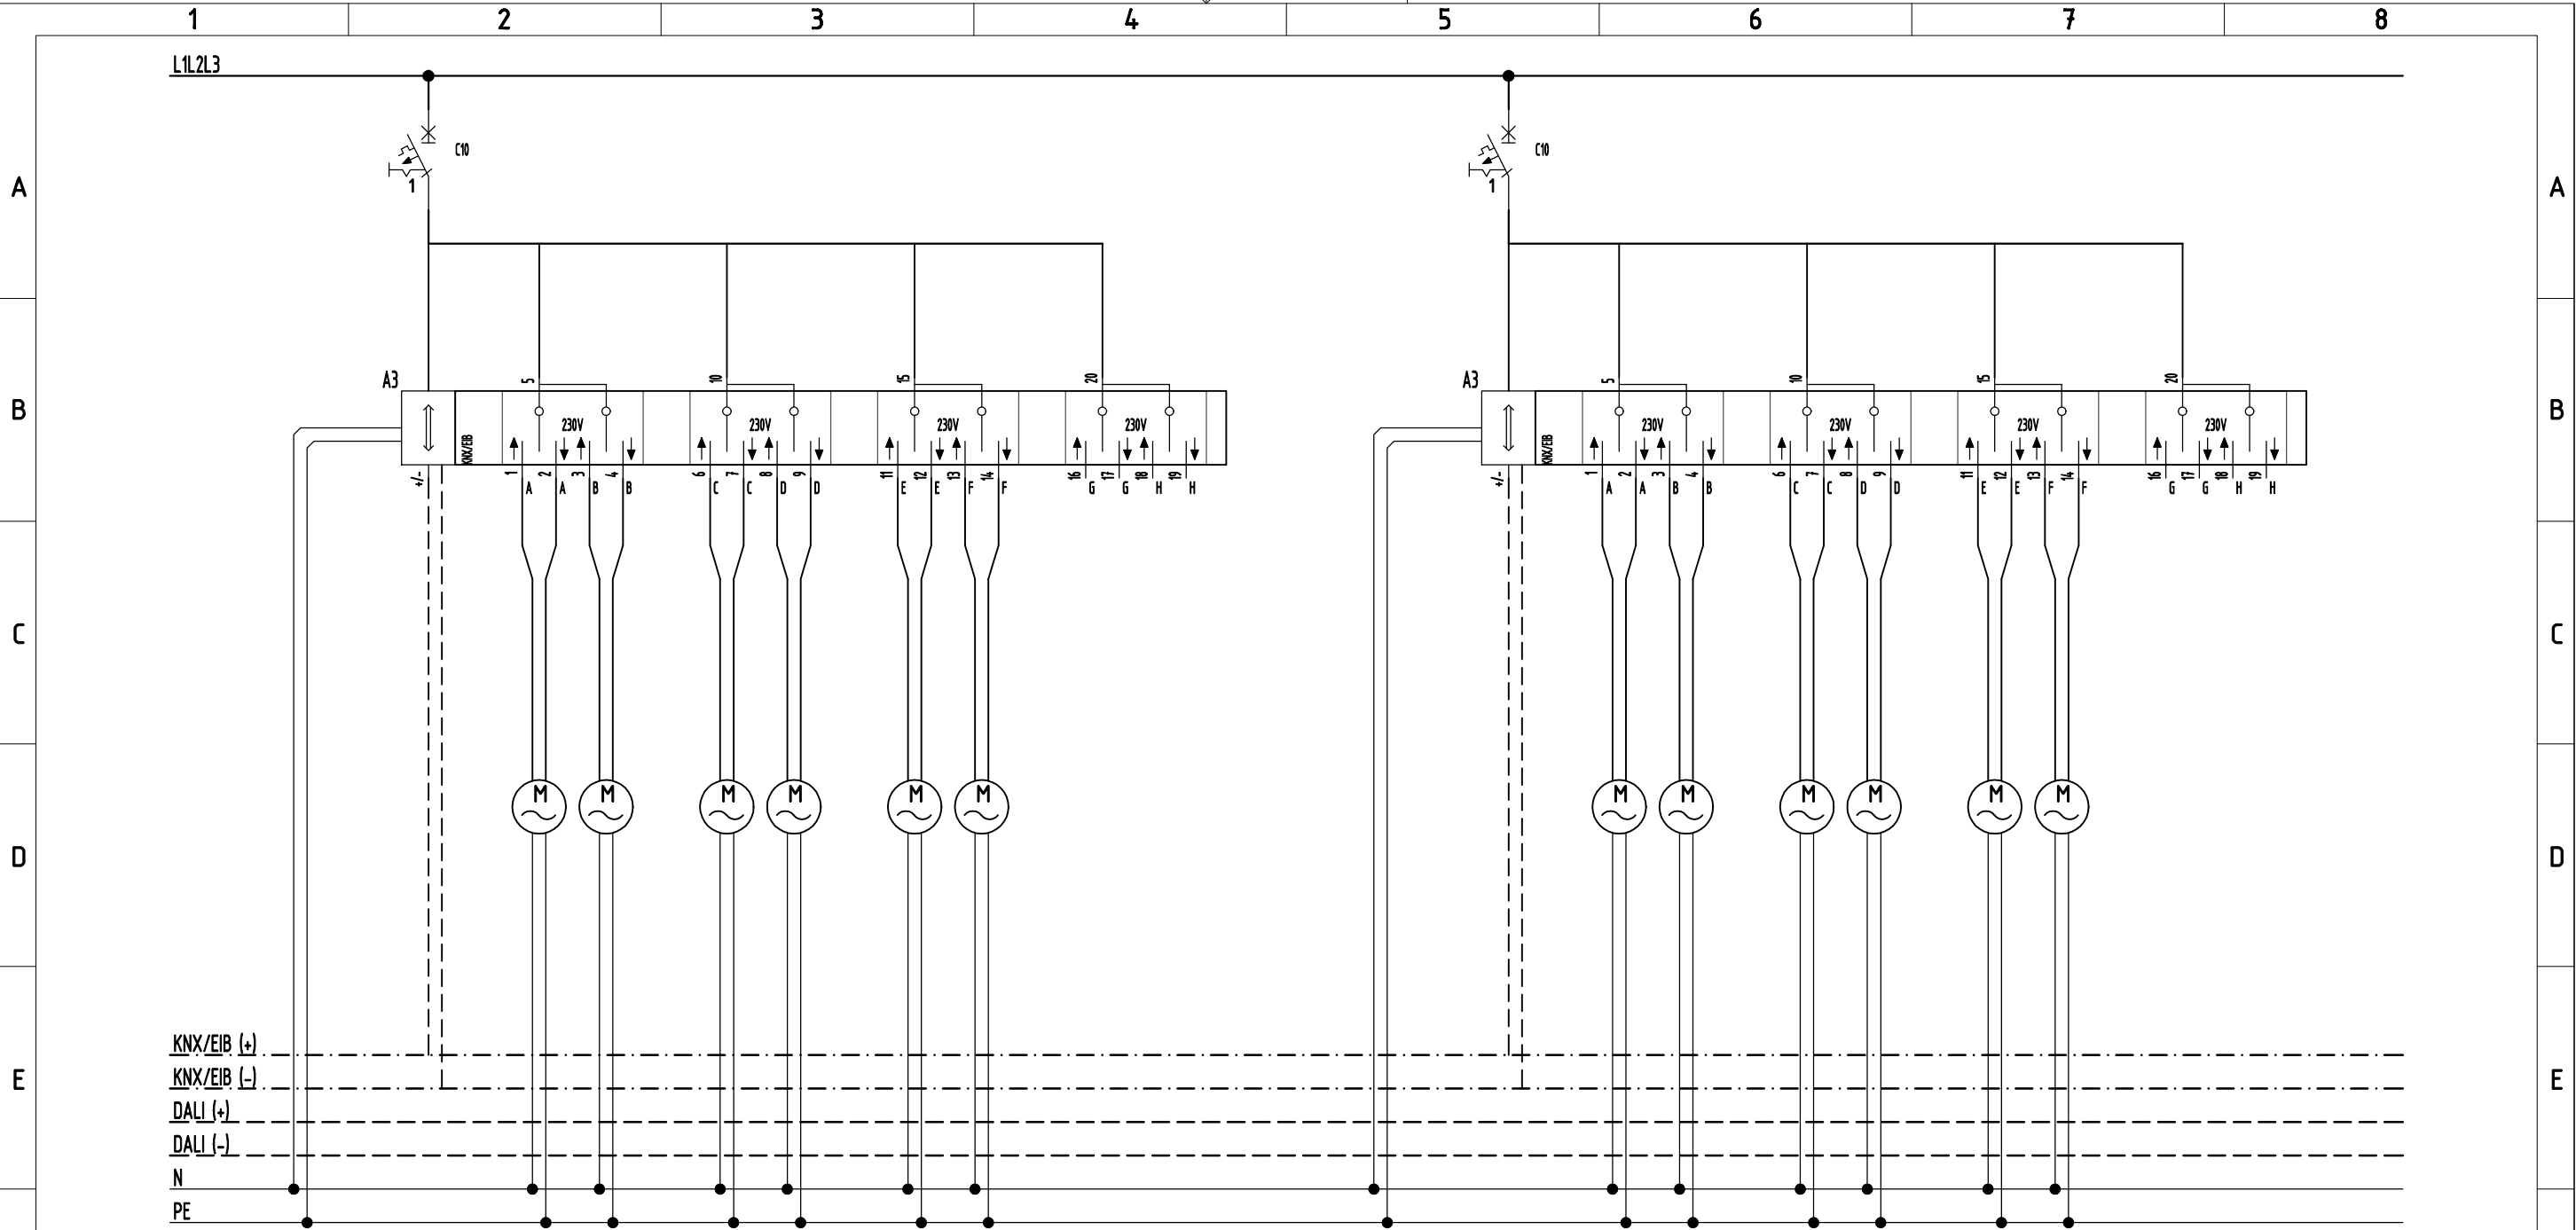 1 2 3 4 5 6 7 8
L1L2L3
C10 C10
A 1 1 A
A3 5 10 15 20 A3 5 10 15 20
B 230V 230V 230V 230V 230V 230V 230V 230V B
KNX/EIB KNX/EIB
+/- 1 2 3 4 6 7 8 9 11 12 13 14 16 17 18 19 +/- 1 2 3 4 6 7 8 9 11 12 13 14 16 17 18 19
A A B B C C D D E E F F G G H H A A B B C C D D E E F F G G H H
C C
M M M M M M M M M M M M
D D
KNX/EIB (+)
E KNX/EIB (-) E
DALI (+)
DALI (-)
N
PE